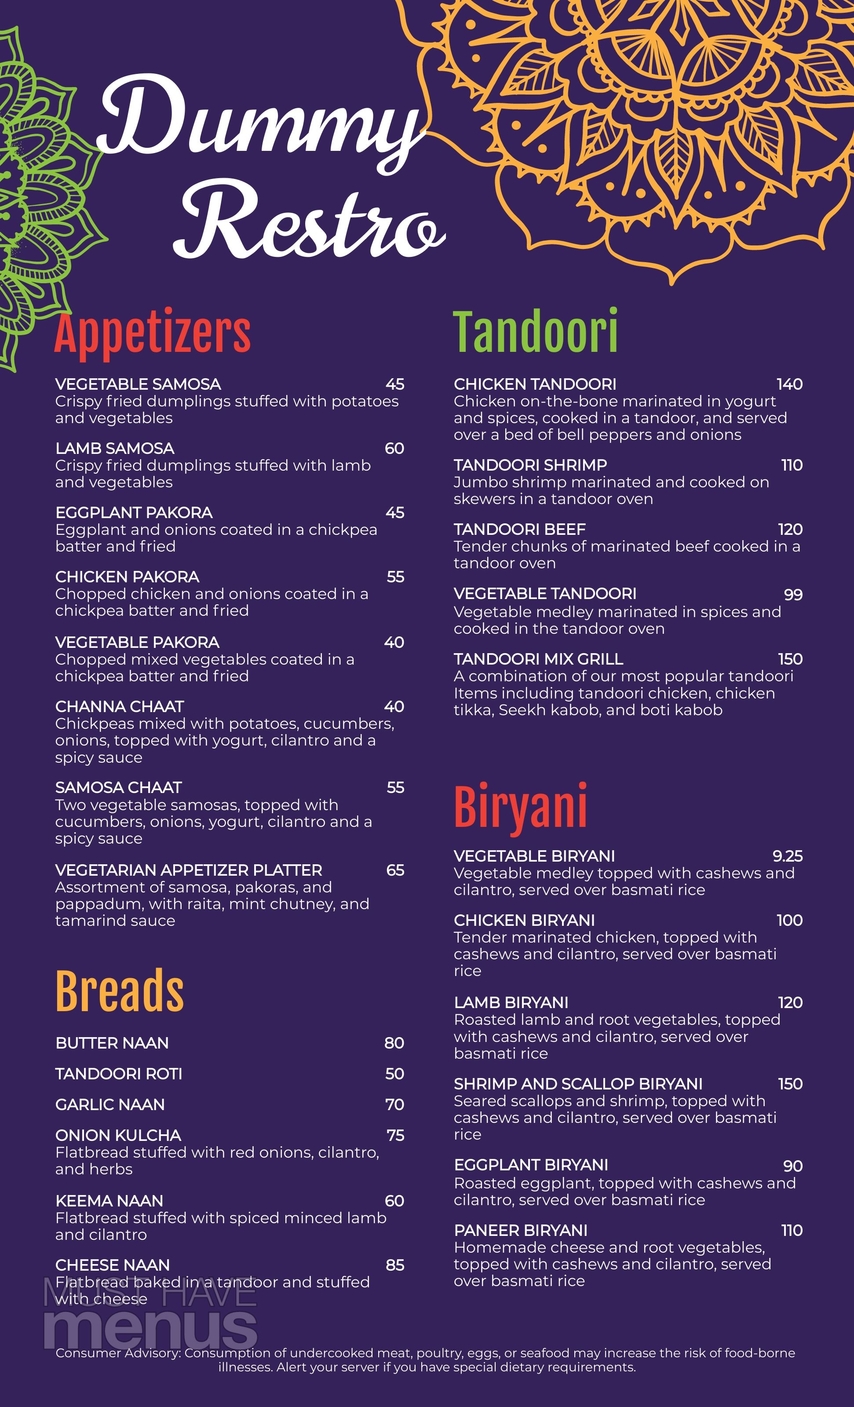 Dummy
Restro
Appetizers
VEGETABLE SAMOSA 45
Crispy fried dumplings stuffed with potatoes
and vegetables
LAMB SAMOSA 60
Crispy fried dumplings stuffed with lamb
and vegetables
EGGPLANT PAKORA 45
Eggplant and onions coated in a chickpea
batter and fried
CHICKEN PAKORA 55
Chopped chicken and onions coated in a
chickpea batter and fried
VEGETABLE PAKORA 40
Chopped mixed vegetables coated in a
chickpea batter and fried
CHANNA CHAAT 40
Chickpeas mixed with potatoes, cucumbers,
onions, topped with yogurt, cilantro and a
spicy sauce
SAMOSA CHAAT 55
Two vegetable samosas, topped with
cucumbers, onions, yogurt, cilantro and a
spicy sauce
VEGETARIAN APPETIZER PLATTER 65
Assortment of samosa, pakoras, and
pappadum, with raita, mint chutney, and
tamarind sauce
Breads
BUTTER NAAN 80
TANDOORI ROTI 50
GARLIC NAAN 70
ONION KULCHA 75
Flatbread stuffed with red onions, cilantro,
and herbs
KEEMA NAAN 60
Flatbread stuffed with spiced minced lamb
and cilantro
CHEESE NAAN 85
Flatbread baked in a tandoor and stuffed
with cheese
MUST HAVE
menus
Tandoori
CHICKEN TANDOORI 140
Chicken on-the-bone marinated in yogurt
and spices, cooked in a tandoor, and served
over a bed of bell peppers and onions
TANDOORI SHRIMP 110
Jumbo shrimp marinated and cooked on
skewers in a tandoor oven
TANDOORI BEEF 120
Tender chunks of marinated beef cooked in a
tandoor oven
VEGETABLE TANDOORI 99
Vegetable medley marinated in spices and
cooked in the tandoor oven
TANDOORI MIX GRILL 150
A combination of our most popular tandoori
Items including tandoori chicken, chicken
tikka, Seekh kabob, and boti kabob
Biryani
VEGETABLE BIRYANI 9.25
Vegetable medley topped with cashews and
cilantro, served over basmati rice
CHICKEN BIRYANI 100
Tender marinated chicken, topped with
cashews and cilantro, served over basmati
rice
LAMB BIRYANI 120
Roasted lamb and root vegetables, topped
with cashews and cilantro, served over
basmati rice
SHRIMP AND SCALLOP BIRYANI 150
Seared scallops and shrimp, topped with
cashews and cilantro, served over basmati
rice
EGGPLANT BIRYANI 90
Roasted eggplant, topped with cashews and
cilantro, served over basmati rice
PANEER BIRYANI 110
Homemade cheese and root vegetables,
topped with cashews and cilantro, served
over basmati rice
Consumer Advisory: Consumption of undercooked meat, poultry, eggs, or seafood may increase the risk of food-borne
illnesses. Alert your server if you have special dietary requirements.